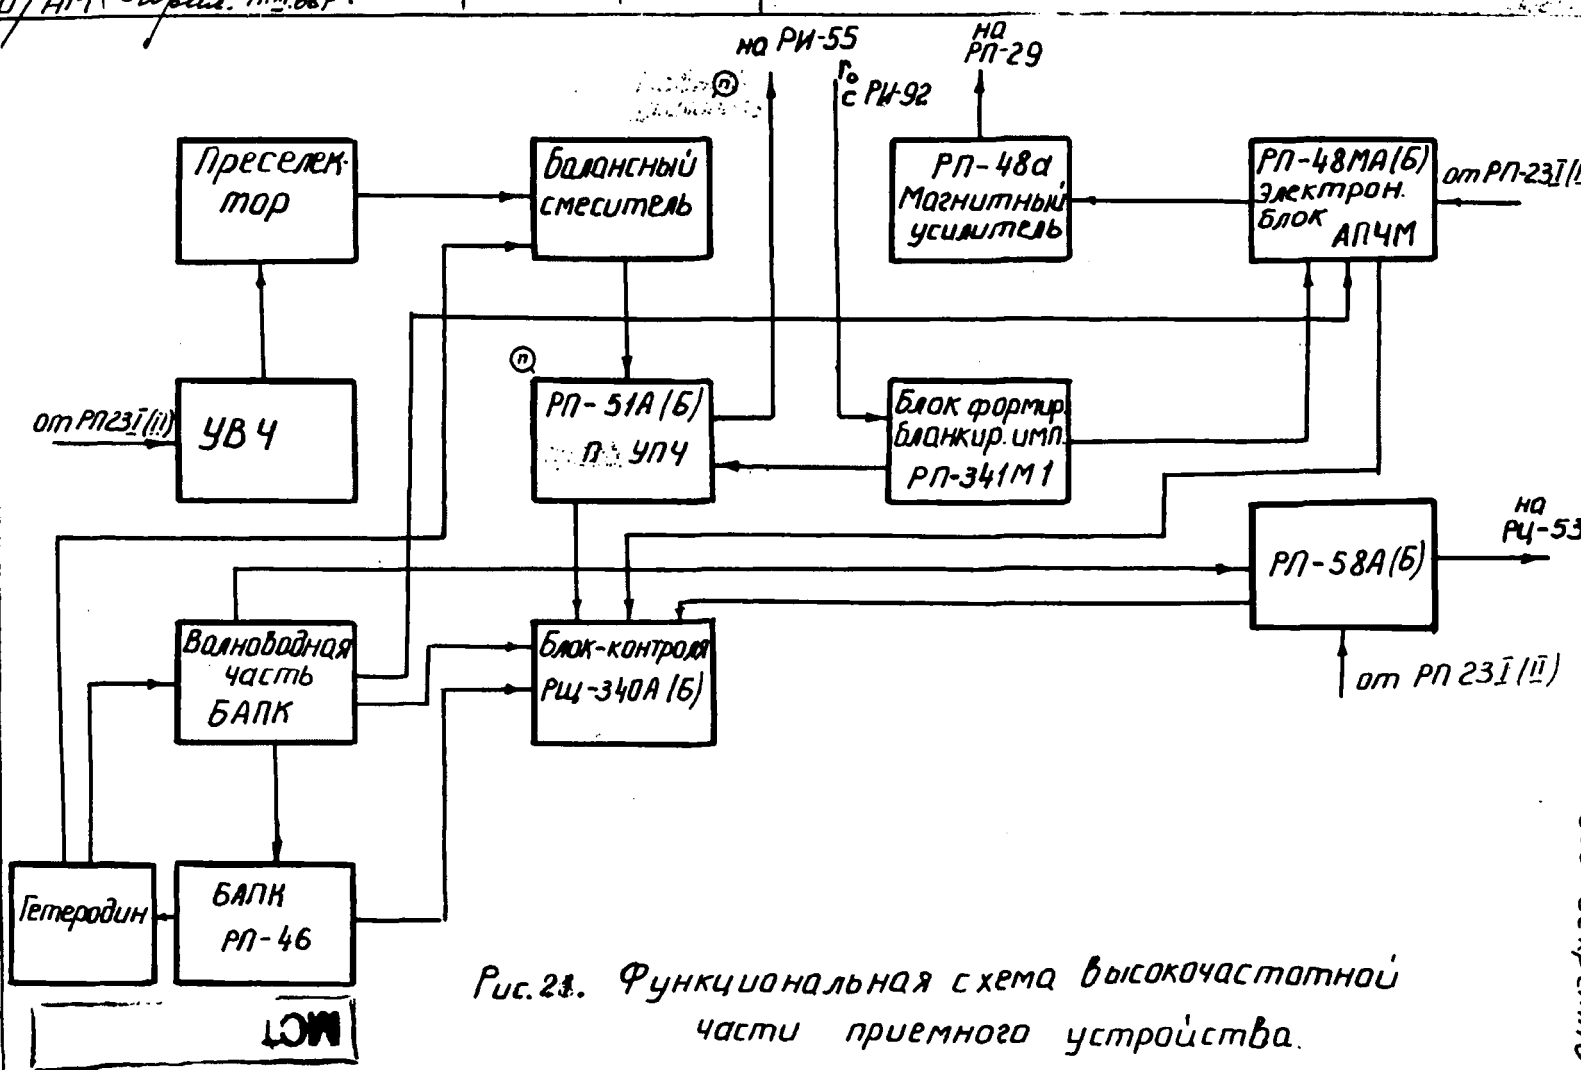 на РИ-55
на
РП-29
п
с РИ-92
Преселек-
тор
Балансный
смеситель
РП-48а
Магнитный
усилитель
РП-48МА(Б)
электрон.
блок
АПЧМ
от РП-23I(I
п
от РП23I(II)
УВЧ
РП-51А(Б)
П УПЧ
Блок формир.
бланкир. имп.
РП-341М1
на
РЦ-53
РП-58А(Б)
Волноводная
часть
БАПК
Блок-контроля
РЩ-340А(Б)
от РП 23I(II)
Гетеродин
БАПК
РП-46
Рис.21. Функциональная схема высокочастотной
части приемного устройства.